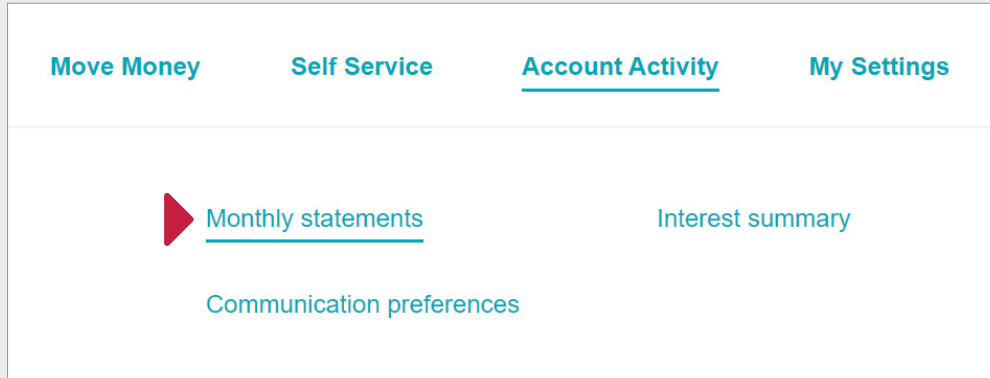 Move Money Self Service Account Activity My Settings
Monthly statements Interest summary
Communication preferences